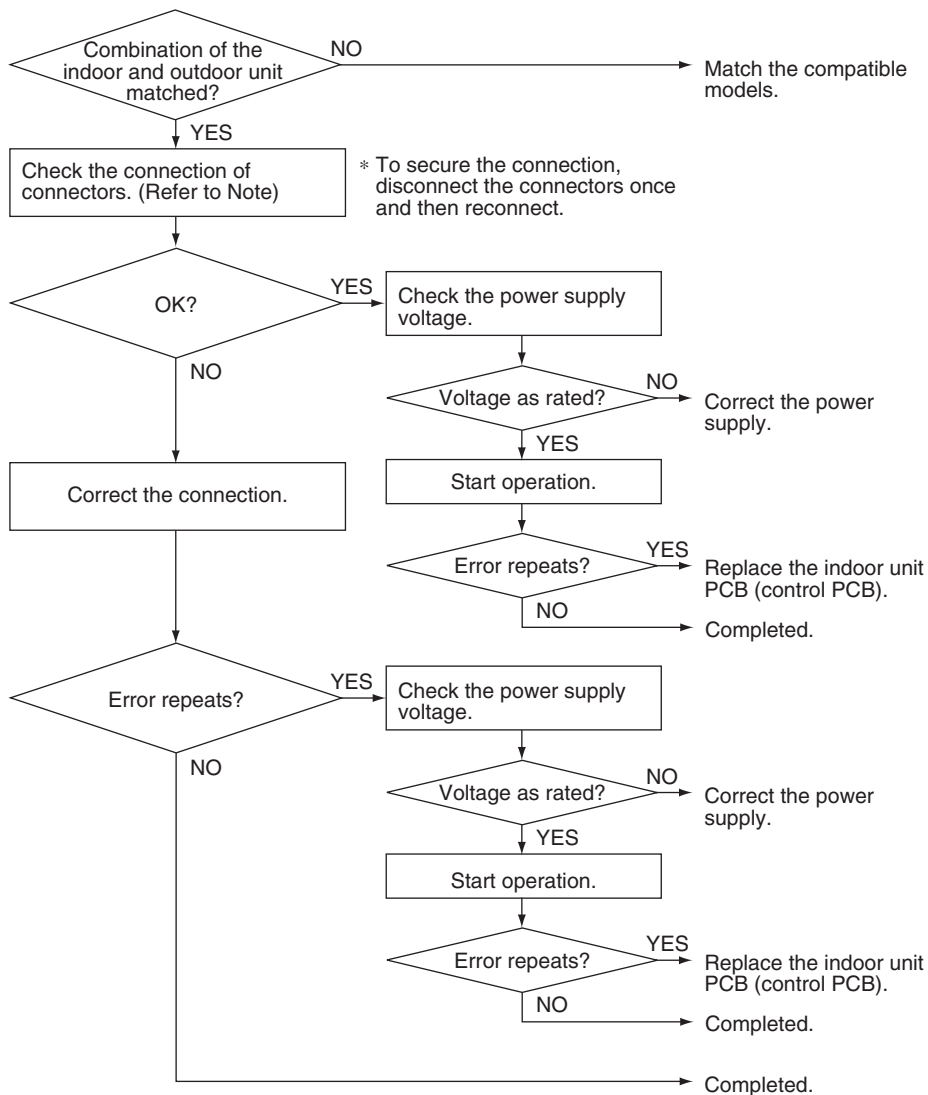 Combination of the
indoor and outdoor unit
matched?
NO
Match the compatible
models.
YES
Check the connection of
connectors. (Refer to Note)
* To secure the connection,
disconnect the connectors once
and then reconnect.
OK?
YES
Check the power supply
voltage.
NO
Voltage as rated?
NO
Correct the power
supply.
YES
Correct the connection.
Start operation.
Error repeats?
YES
Replace the indoor unit
PCB (control PCB).
NO
Completed.
Error repeats?
YES
Check the power supply
voltage.
NO
Voltage as rated?
NO
Correct the power
supply.
YES
Start operation.
Error repeats?
YES
Replace the indoor unit
PCB (control PCB).
NO
Completed.
Completed.